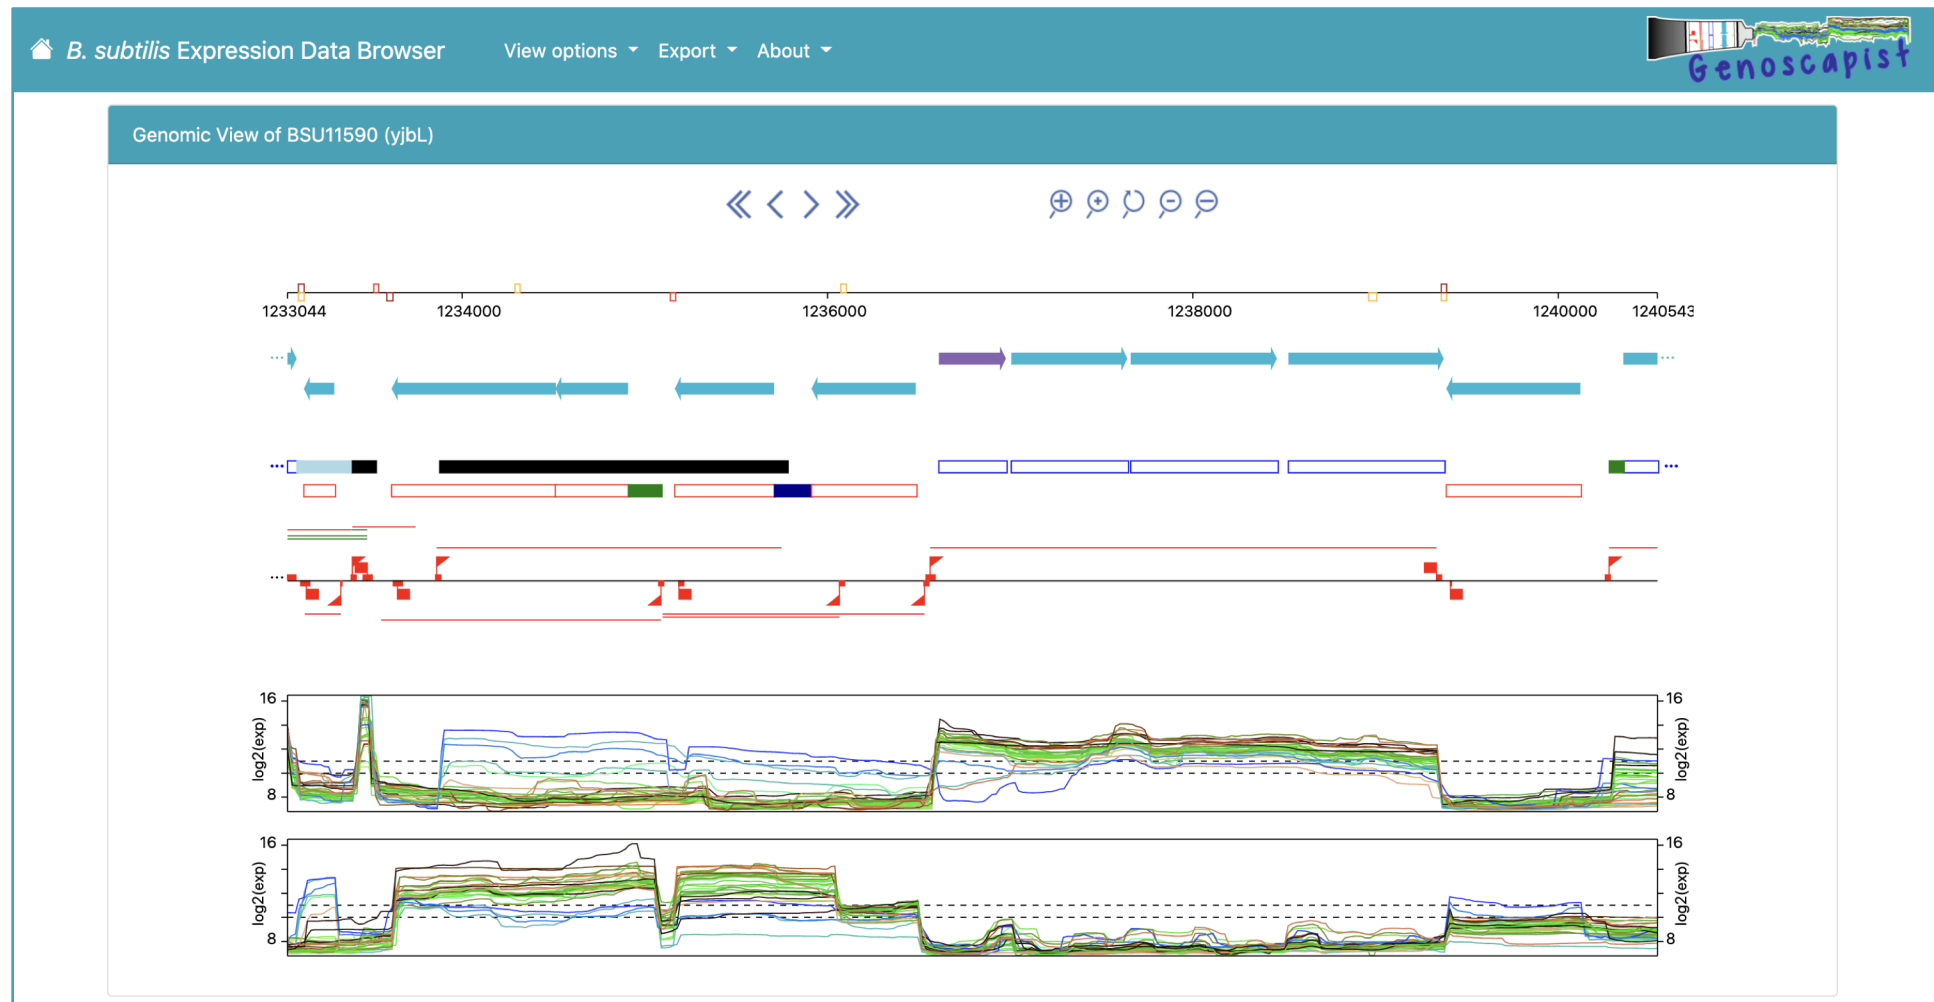 B. subtilis Expression Data Browser View options Export About
Genoscapist
Genomic View of BSU11590 (yjbL)
1233044 1234000 1236000 1238000 1240000 1240543
16 16
log2(exp) log2(exp)
8 8
16 16
log2(exp) log2(exp)
8 8